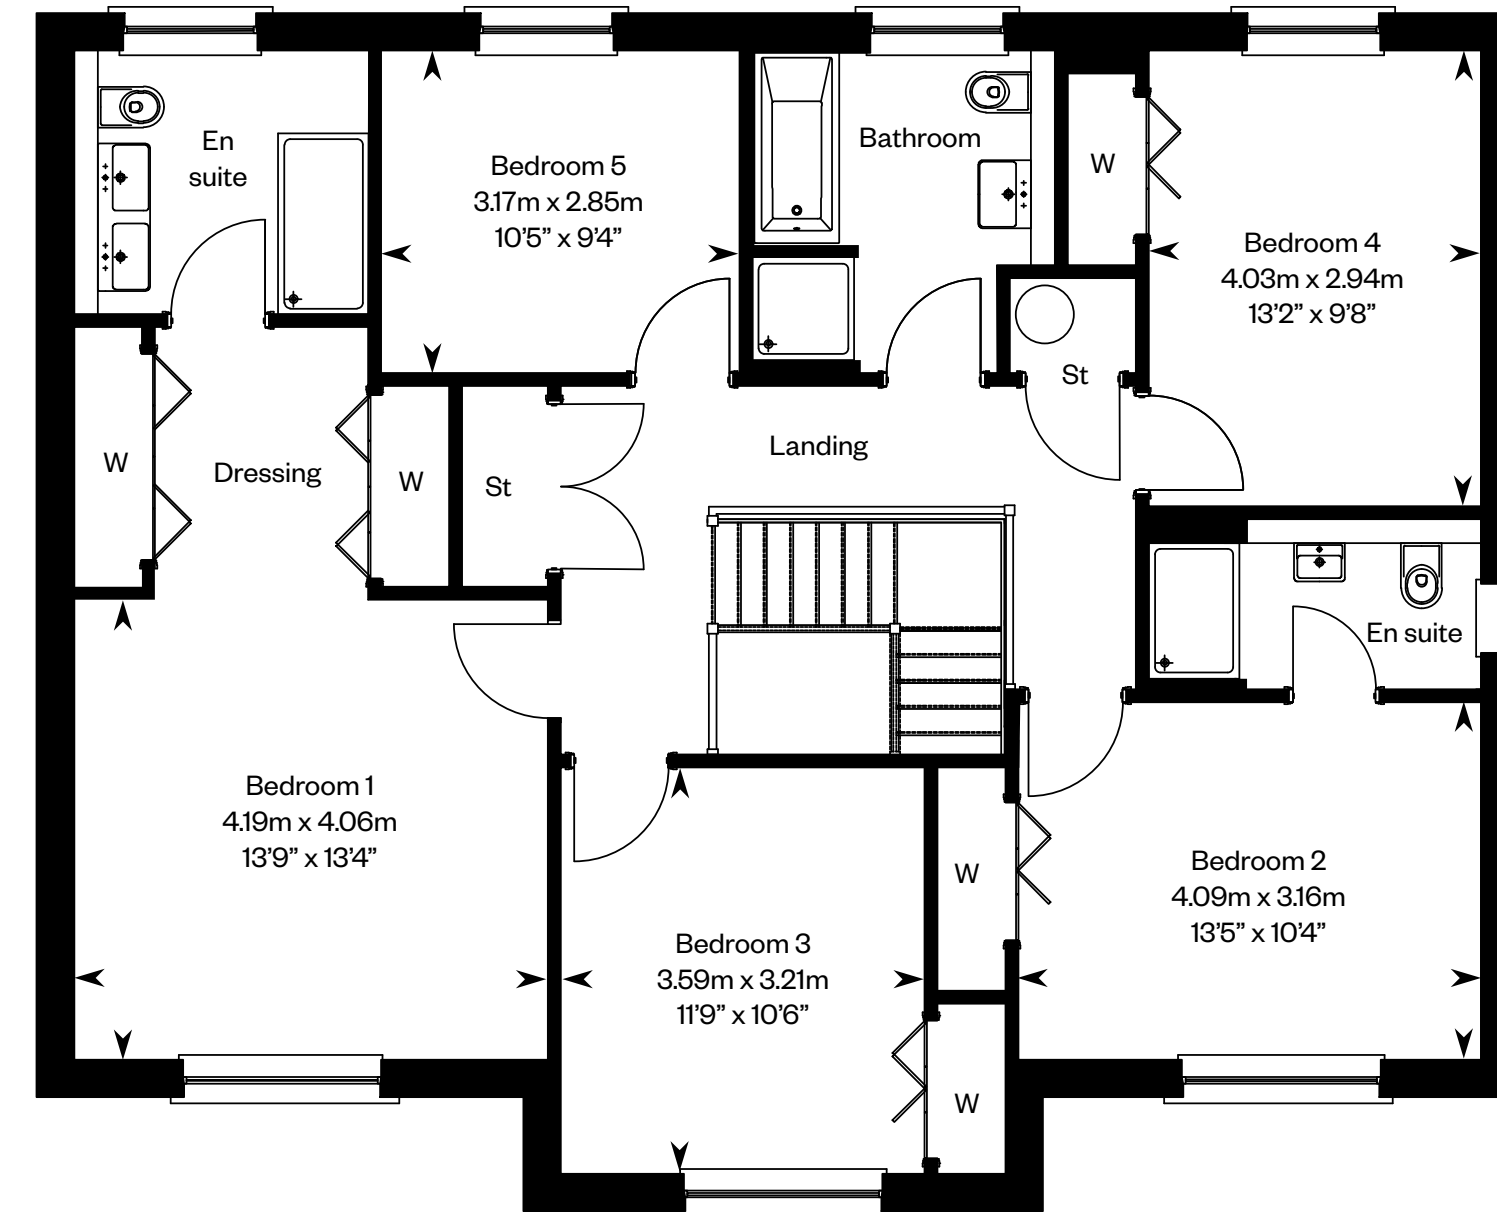 En
suite
Bedroom 5
3.17m x 2.85m
10’5” x 9’4”
Bathroom
W
Bedroom 4
4.03m x 2.94m
13’2” x 9’8”
St
W
Dressing
W
St
Landing
En suite
Bedroom 1
4.19m x 4.06m
13’9” x 13’4”
Bedroom 3
3.59m x 3.21m
11’9” x 10’6”
W
Bedroom 2
4.09m x 3.16m
13’5” x 10’4”
W